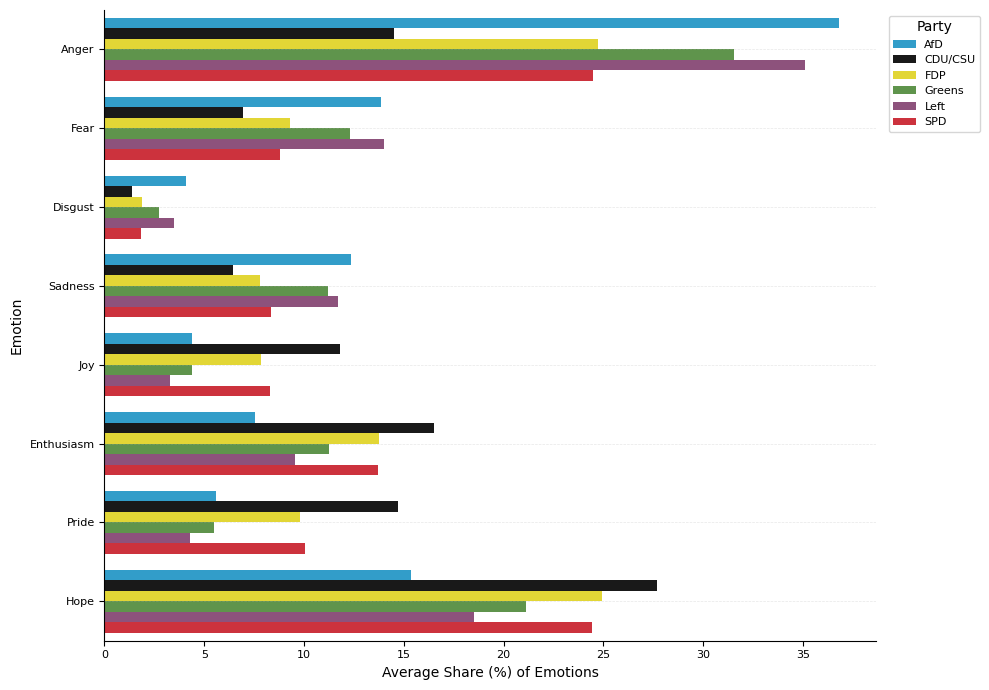 Party
AfD
CDU/CSU
FDP
Greens
Left
SPD
Emotion
Anger
Fear
Disgust
Sadness
Joy
Enthusiasm
Pride
Hope
0 5 10 15 20 25 30 35
Average Share (%) of Emotions